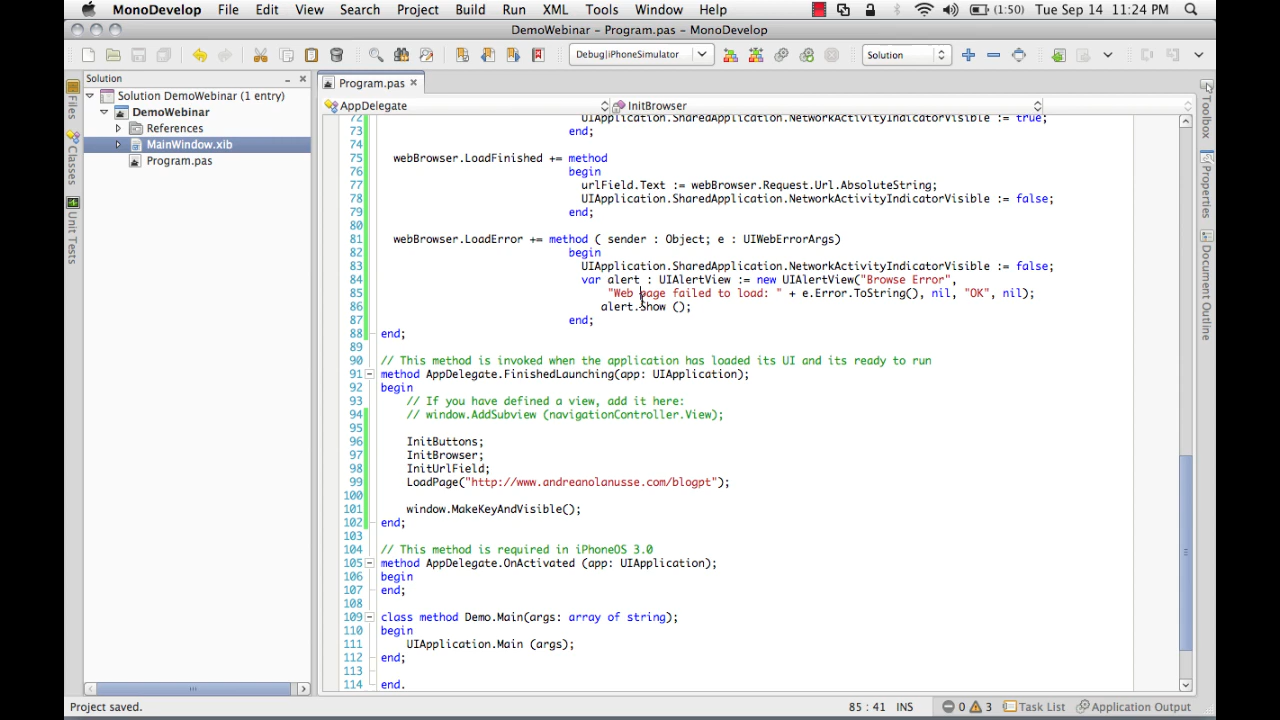 MonoDevelop File Edit View Search Project Build Run XML Tools Window Help (1:50) Tue Sep 14 11:24 PM
DemoWebinar – Program.pas – MonoDevelop
Debug|iPhoneSimulator Solution
Solution
Program.pas
Files
Classes
Unit Tests
Solution DemoWebinar (1 entry)
DemoWebinar
References
MainWindow.xib
Program.pas
AppDelegate InitBrowser
72 UIApplication.SharedApplication.NetworkActivityIndicatorVisible := true;
73 end;
74
75 webBrowser.LoadFinished += method
76 begin
77 urlField.Text := webBrowser.Request.Url.AbsoluteString;
78 UIApplication.SharedApplication.NetworkActivityIndicatorVisible := false;
79 end;
80
81 webBrowser.LoadError += method ( sender : Object; e : UIWebErrorArgs)
82 begin
83 UIApplication.SharedApplication.NetworkActivityIndicatorVisible := false;
84 var alert : UIAlertView := new UIAlertView("Browse Error",
85 "Web page failed to load: " + e.Error.ToString(), nil, "OK", nil);
86 alert.Show ();
87 end;
88 end;
89
90 // This method is invoked when the application has loaded its UI and its ready to run
91 method AppDelegate.FinishedLaunching(app: UIApplication);
92 begin
93 // If you have defined a view, add it here:
94 // window.AddSubview (navigationController.View);
95
96 InitButtons;
97 InitBrowser;
98 InitUrlField;
99 LoadPage("http://www.andreanolanusse.com/blogpt");
100
101 window.MakeKeyAndVisible();
102 end;
103
104 // This method is required in iPhoneOS 3.0
105 method AppDelegate.OnActivated (app: UIApplication);
106 begin
107 end;
108
109 class method Demo.Main(args: array of string);
110 begin
111 UIApplication.Main (args);
112 end;
113
114 end.
Toolbox
Properties
Document Outline
Project saved. 85 : 41 INS 0 3 Task List Application Output